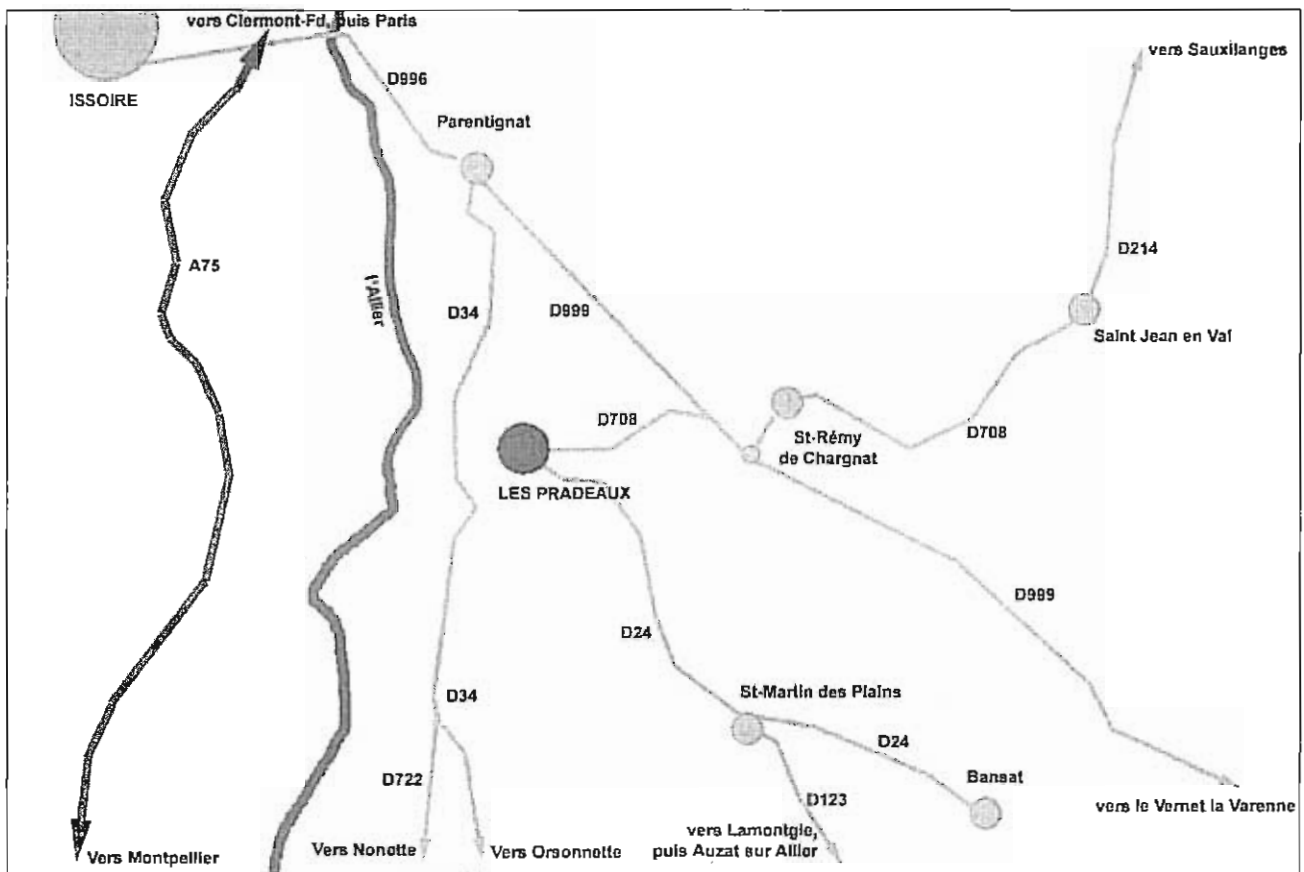 vers Clermont-Fd, puis Paris
vers Sauxilanges
D996
ISSOIRE
Parentignat
D214
A75
l'Allier
D34
D999
Saint Jean en Val
D708
St-Rémy
de Chargnat
D708
LES PRADEAUX
D999
D24
St-Martin des Plains
D34
D24
D722
Bansat
D123
vers le Vernet la Varenne
Vers Montpellier
Vers Nonette
Vers Orsonnette
vers Lamontgie,
puis Auzat sur Allier